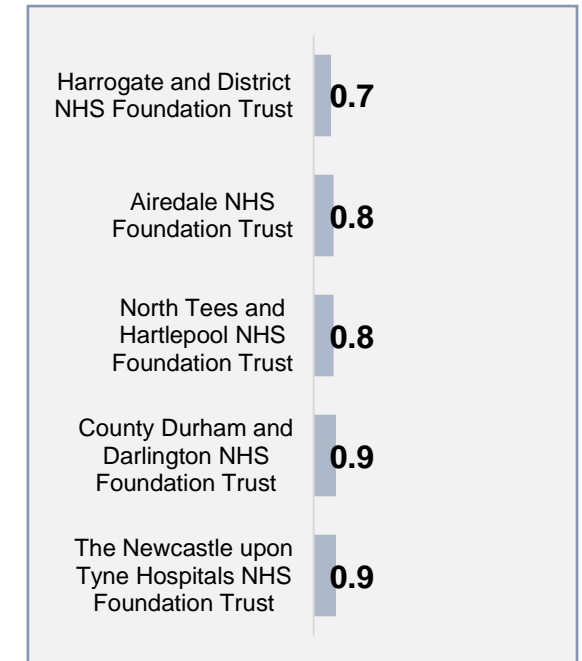 Harrogate and District
NHS Foundation Trust
0.7
Airedale NHS
Foundation Trust
0.8
North Tees and
Hartlepool NHS
Foundation Trust
0.8
County Durham and
Darlington NHS
Foundation Trust
0.9
The Newcastle upon
Tyne Hospitals NHS
Foundation Trust
0.9